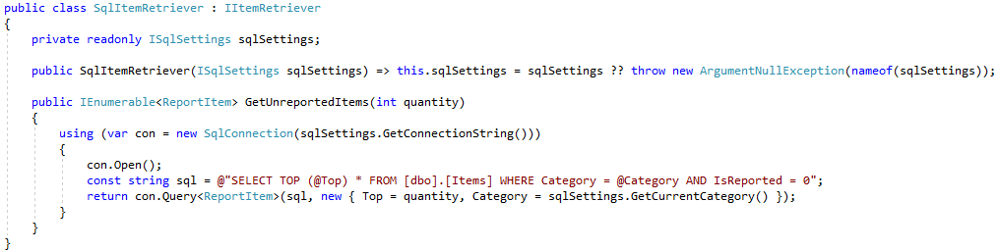 public class SqlItemRetriever : IItemRetriever
{
    private readonly ISqlSettings sqlSettings;

    public SqlItemRetriever(ISqlSettings sqlSettings) => this.sqlSettings = sqlSettings ?? throw new ArgumentNullException(nameof(sqlSettings));

    public IEnumerable<ReportItem> GetUnreportedItems(int quantity)
    {
        using (var con = new SqlConnection(sqlSettings.GetConnectionString()))
        {
            con.Open();
            const string sql = @"SELECT TOP (@Top) * FROM [dbo].[Items] WHERE Category = @Category AND IsReported = 0";
            return con.Query<ReportItem>(sql, new { Top = quantity, Category = sqlSettings.GetCurrentCategory() });
        }
    }
}